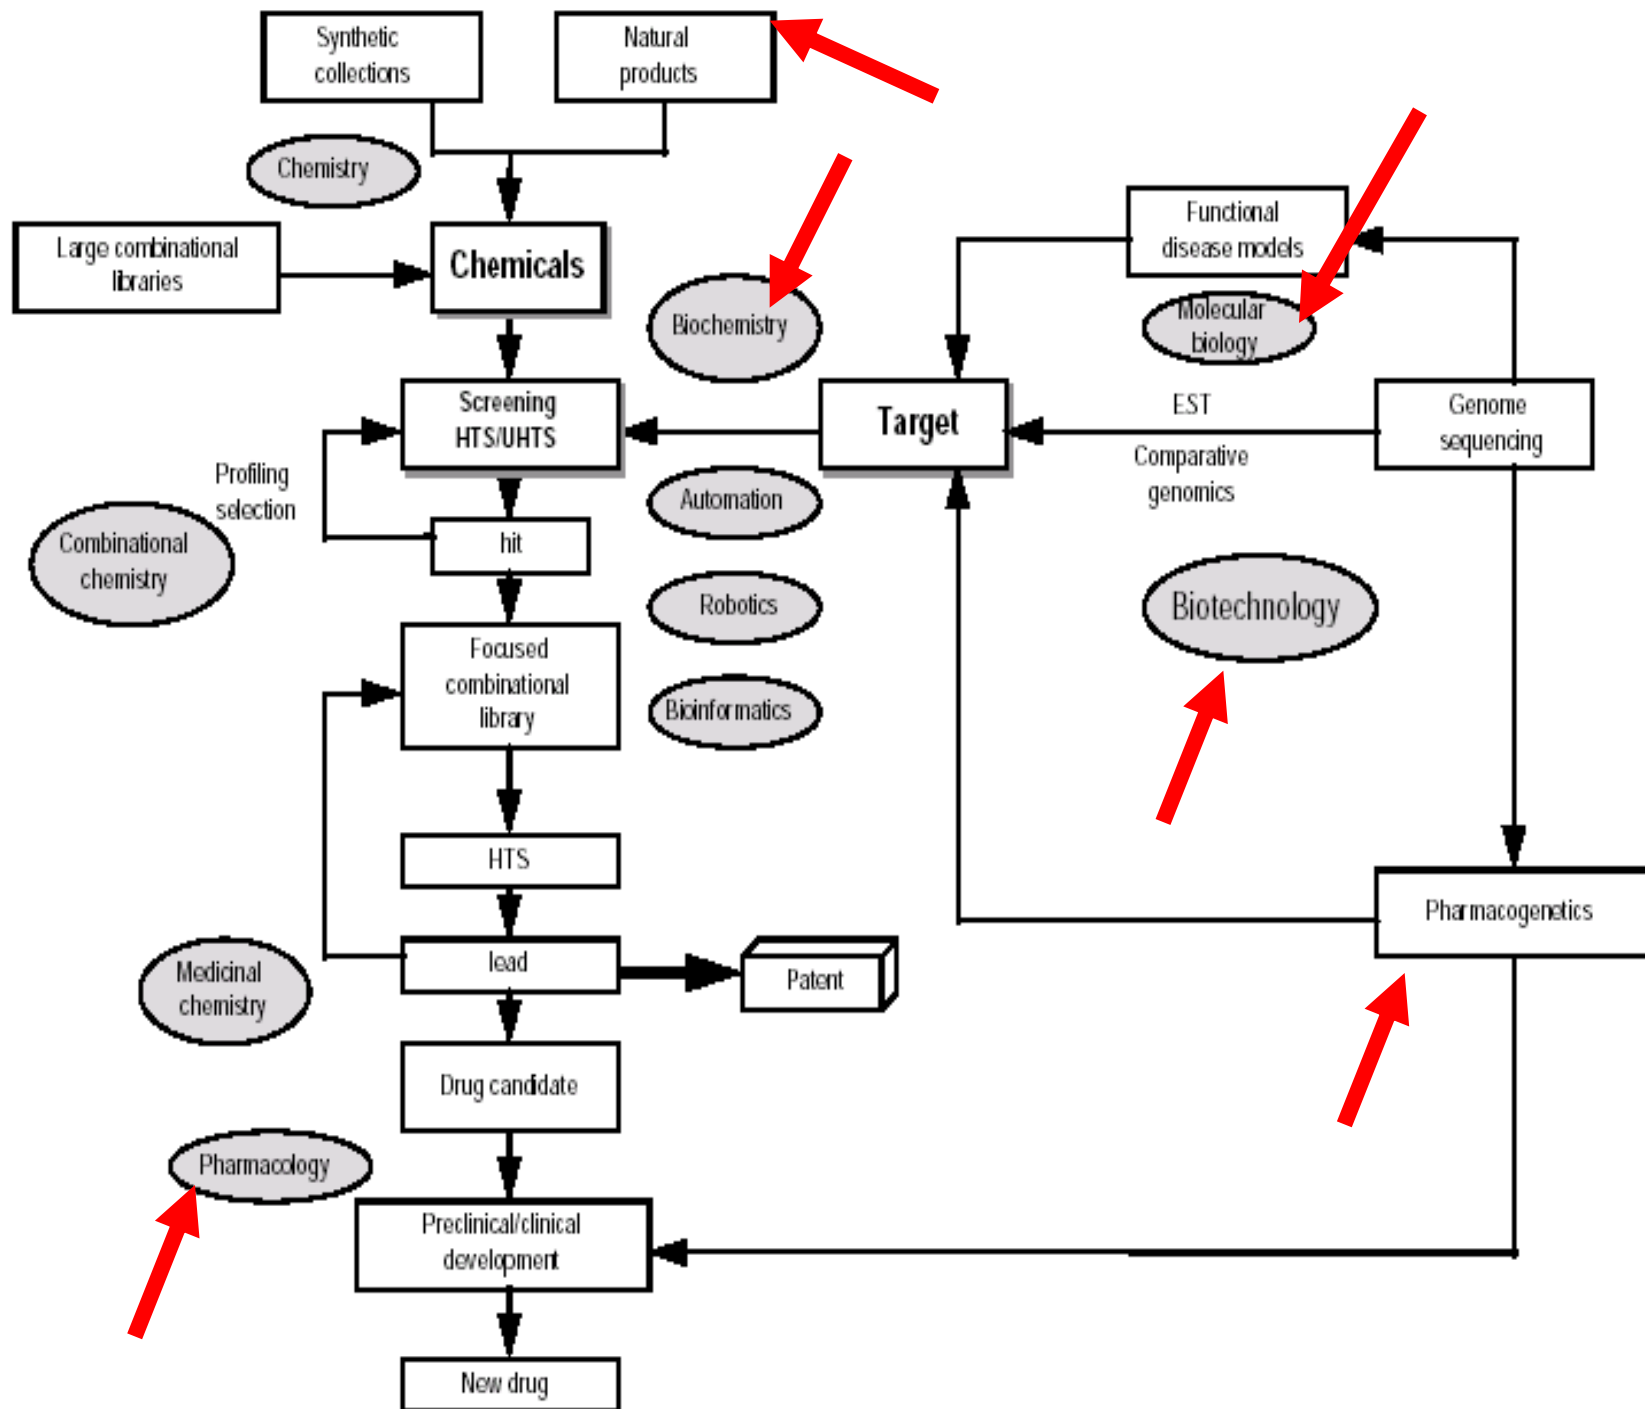 Synthetic
collections
Natural
products
Chemistry
Large combinational
libraries
Chemicals
Functional
disease models
Biochemistry
Molecular
biology
Screening
HTS/UHTS
Target
EST
Comparative
genomics
Genome
sequencing
Profiling
selection
Automation
hit
Combinational
chemistry
Robotics
Biotechnology
Focused
combinational
library
Bioinformatics
HTS
Pharmacogenetics
Medicinal
chemistry
lead
Patent
Drug candidate
Pharmacology
Preclinical/clinical
development
New drug